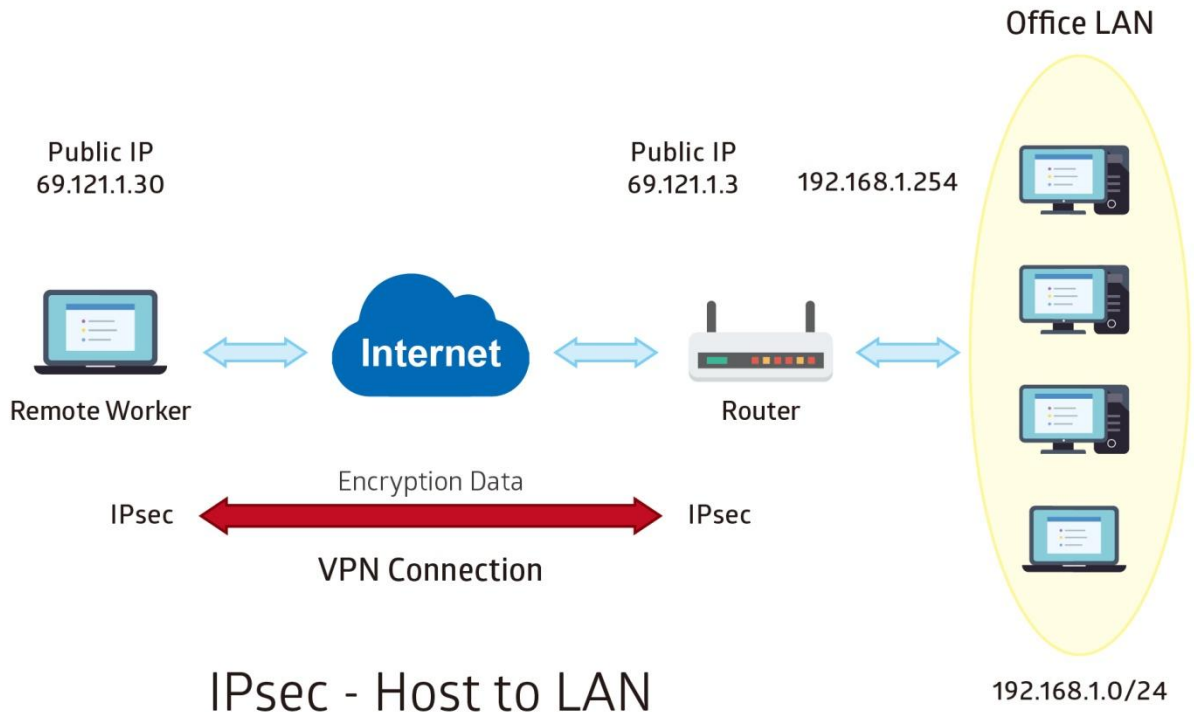 Office LAN
Public IP
69.121.1.30
Public IP
69.121.1.3
192.168.1.254
Internet
Remote Worker
Router
Encryption Data
IPsec
IPsec
VPN Connection
IPsec - Host to LAN
192.168.1.0/24